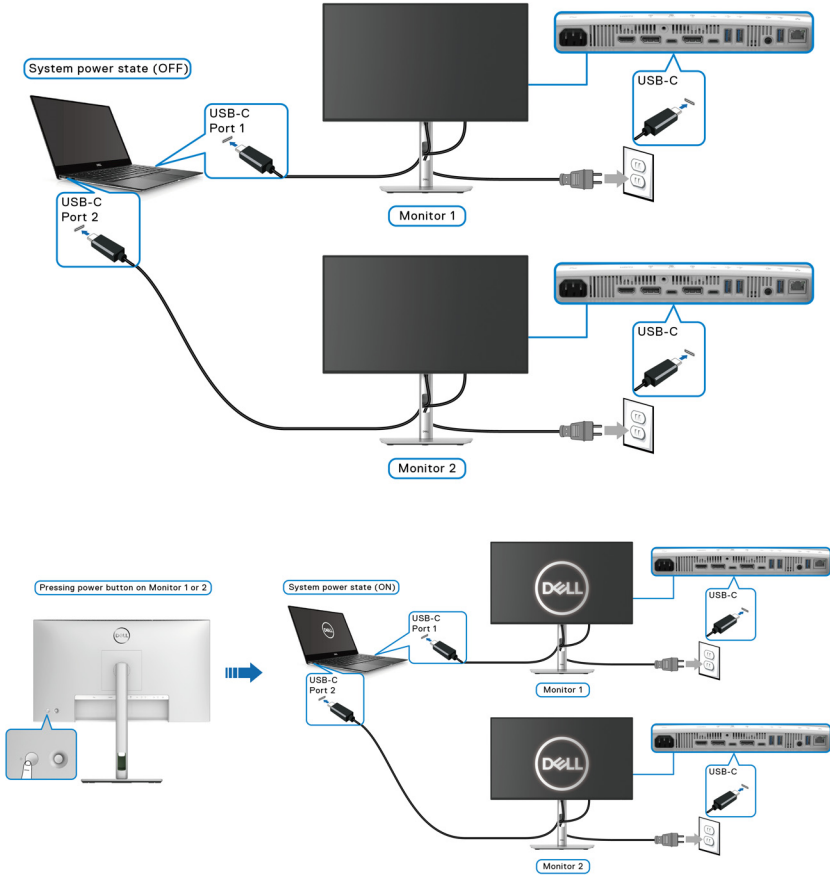 System power state (OFF)
USB-C
Port 1
USB-C
Monitor 1
USB-C
Port 2
USB-C
Monitor 2
Pressing power button on Monitor 1 or 2
DELL
System power state (ON)
DELL
USB-C
Port 1
DELL
USB-C
Monitor 1
USB-C
Port 2
DELL
USB-C
Monitor 2